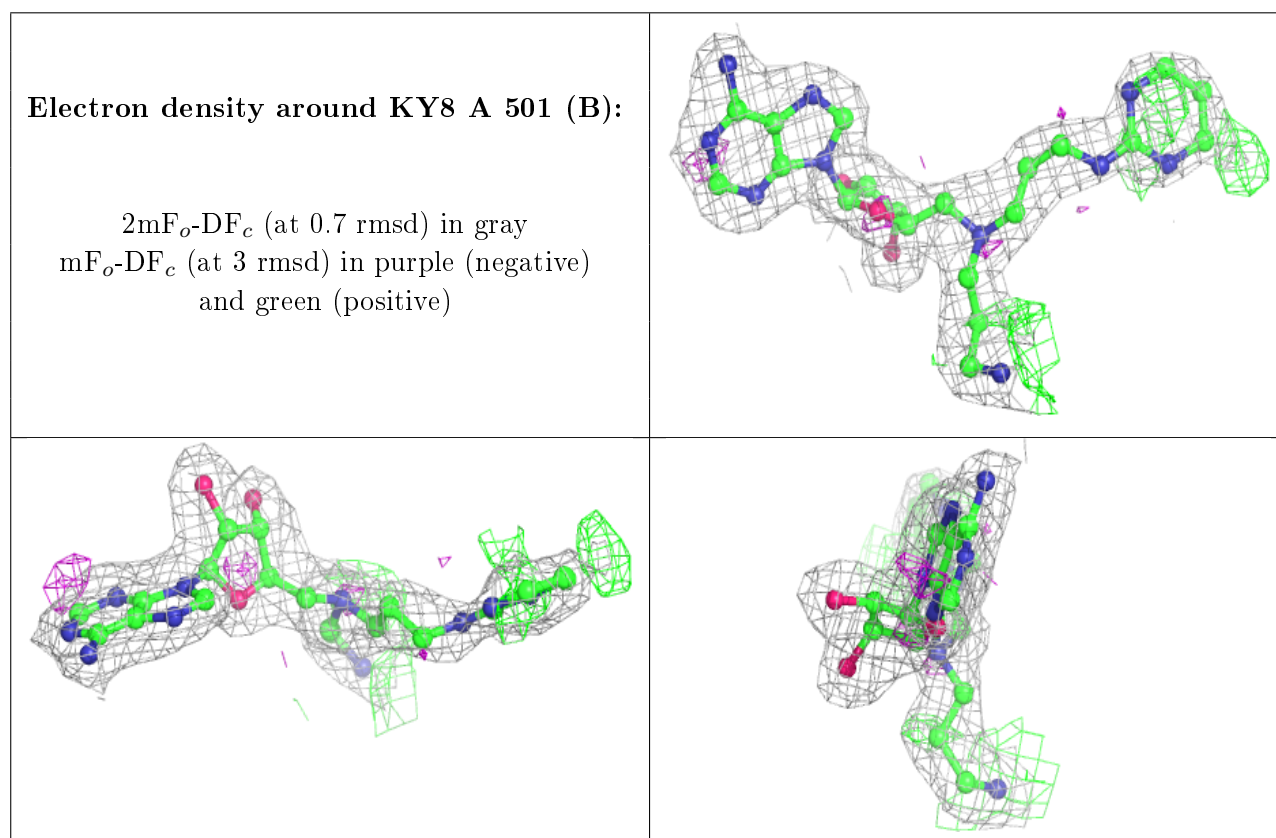 Electron density around KY8 A 501 (B):
2mFo-DFc (at 0.7 rmsd) in gray
mFo-DFc (at 3 rmsd) in purple (negative)
and green (positive)